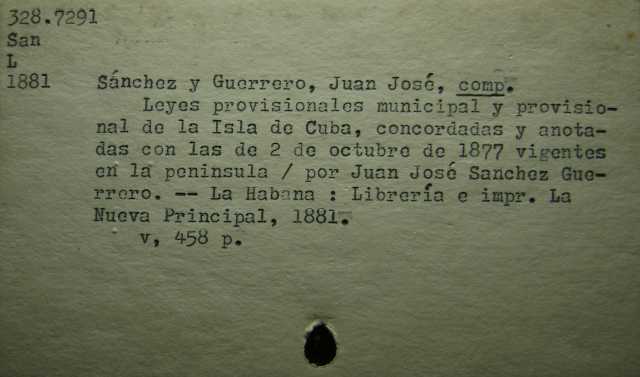 328.7291
San
L
1881 Sánchez y Guerrero, Juan José, comp.
Leyes provisionales municipal y provisio-
nal de la Isla de Cuba, concordadas y anota-
das con las de 2 de octubre de 1877 vigentes
en la peninsula / por Juan José Sanchez Gue-
rrero. -- La Habana : Librería e impr. La
Nueva Principal, 1881.
v, 458 p.